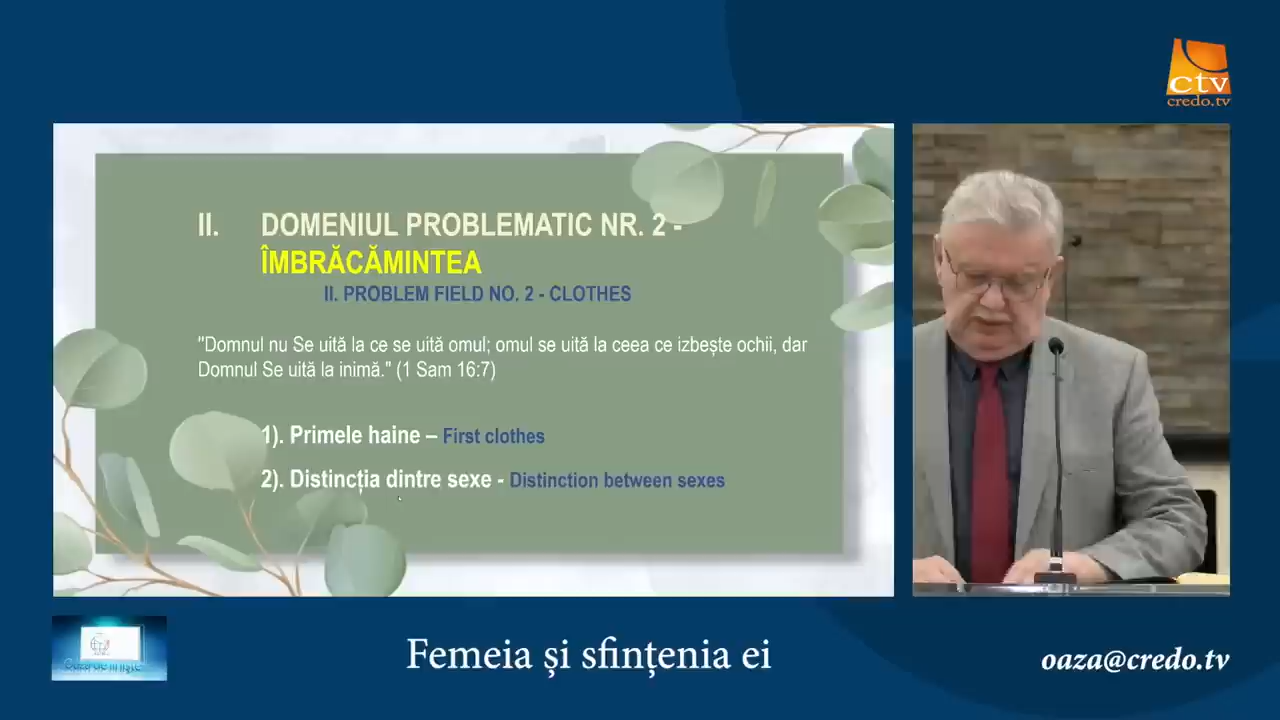 ctv
credo.tv
II. DOMENIUL PROBLEMATIC NR. 2 -
ÎMBRĂCĂMINTEA
II. PROBLEM FIELD NO. 2 - CLOTHES
"Domnul nu Se uită la ce se uită omul; omul se uită la ceea ce izbește ochii, dar
Domnul Se uită la inimă." (1 Sam 16:7)
1). Primele haine – First clothes
2). Distincția dintre sexe - Distinction between sexes
Femeia și sfințenia ei
oaza@credo.tv